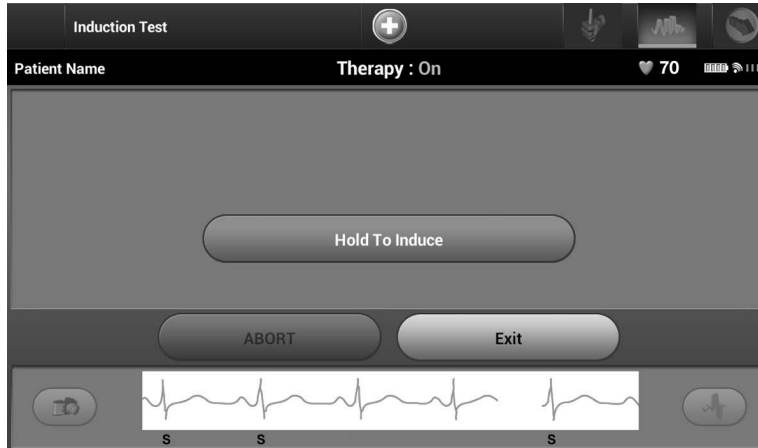 Induction Test
Patient Name Therapy : On 70
Hold To Induce
ABORT Exit
S S S